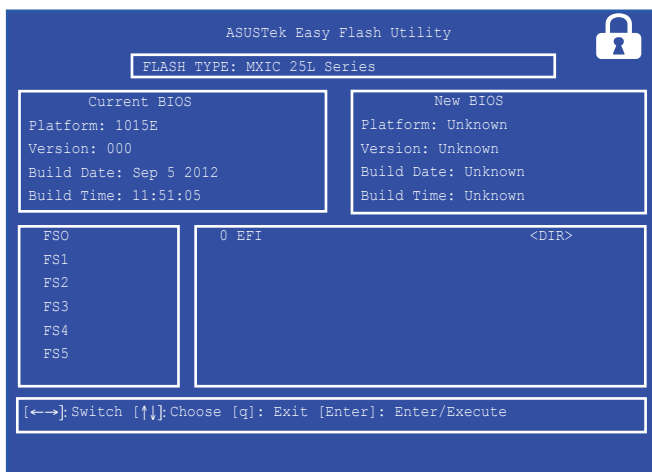 ASUSTek Easy Flash Utility
FLASH TYPE: MXIC 25L Series
Current BIOS
Platform: 1015E
Version: 000
Build Date: Sep 5 2012
Build Time: 11:51:05
New BIOS
Platform: Unknown
Version: Unknown
Build Date: Unknown
Build Time: Unknown
FSO
FS1
FS2
FS3
FS4
FS5
0 EFI <DIR>
[←→]: Switch [↑↓]: Choose [q]: Exit [Enter]: Enter/Execute